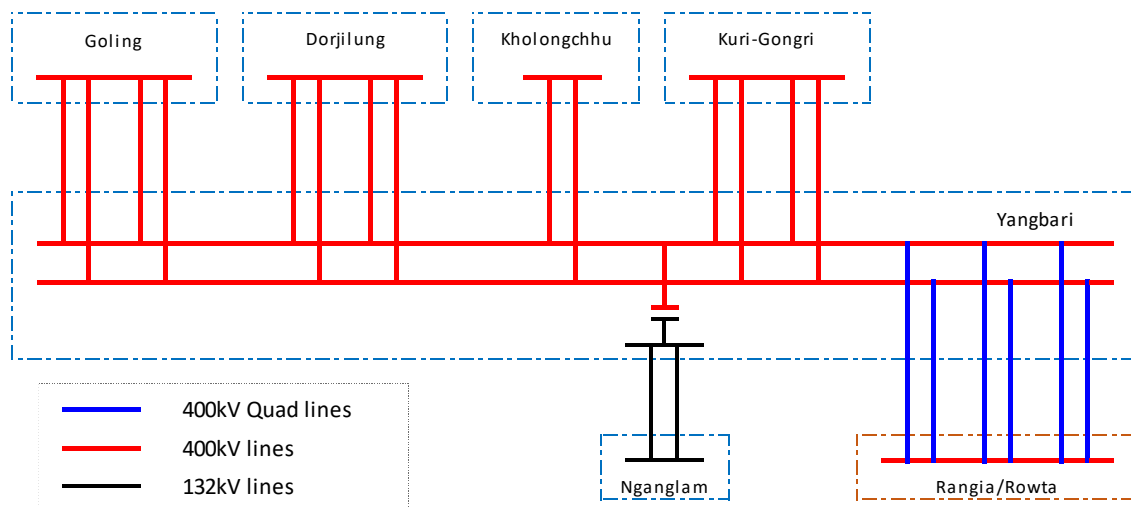 Goling
Dorjilung
Kholongchhu
Kuri-Gongri
Yangbari
400kV Quad lines
400kV lines
132kV lines
Nganglam
Rangia/Rowta